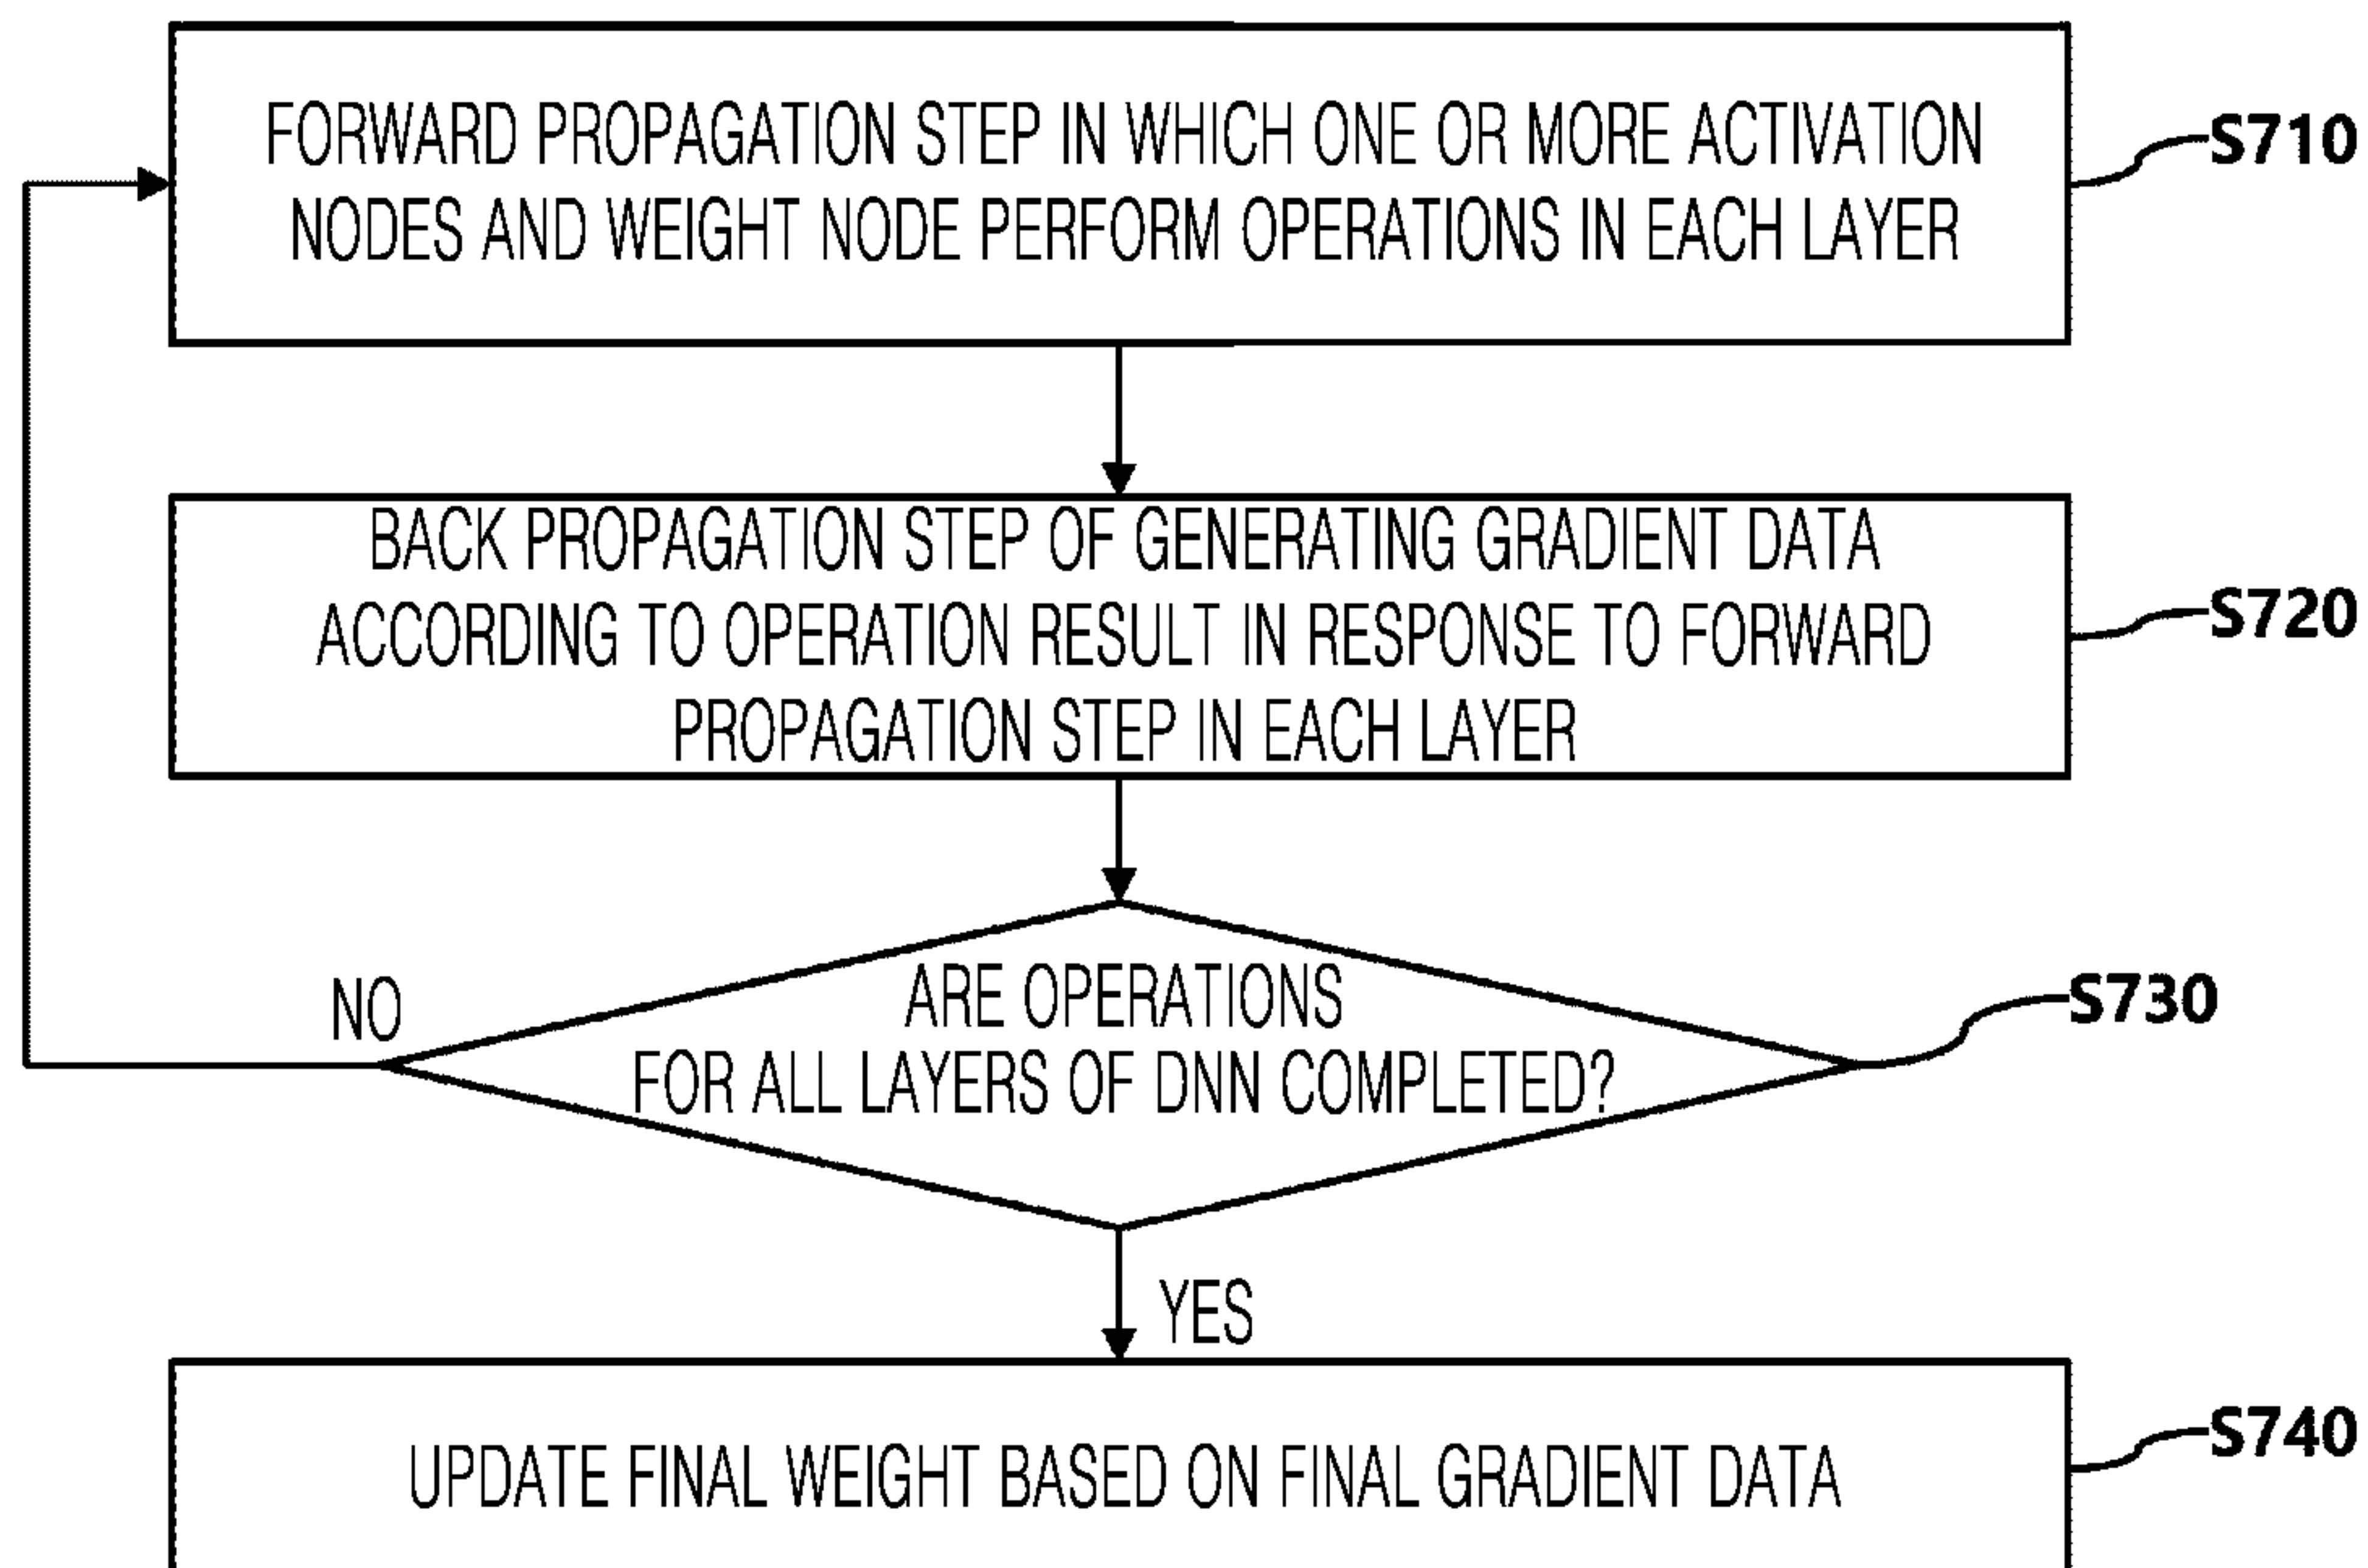 FORWARD PROPAGATION STEP IN WHICH ONE OR MORE ACTIVATION
NODES AND WEIGHT NODE PERFORM OPERATIONS IN EACH LAYER
S710
BACK PROPAGATION STEP OF GENERATING GRADIENT DATA
ACCORDING TO OPERATION RESULT IN RESPONSE TO FORWARD
PROPAGATION STEP IN EACH LAYER
S720
ARE OPERATIONS
FOR ALL LAYERS OF DNN COMPLETED?
S730
NO
YES
UPDATE FINAL WEIGHT BASED ON FINAL GRADIENT DATA
S740